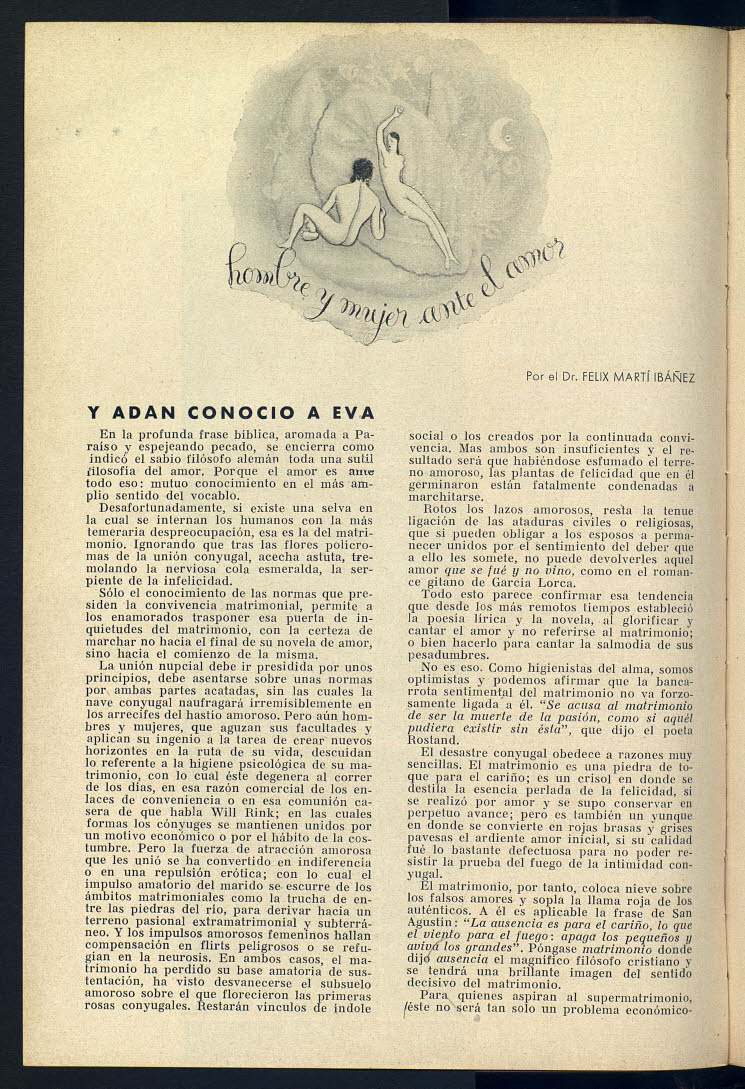 hombre y mujer ante el amor
Por el Dr. FELIX MARTÍ IBÁÑEZ
Y ADAN CONOCIO A EVA
En la profunda frase bíblica, aromada a Pa-
raíso y espejeando pecado, se encierra como
indicó el sabio filósofo alemán toda una sutil
filosofía del amor. Porque el amor es ante
todo eso: mutuo conocimiento en el más am-
plio sentido del vocablo.
Desafortunadamente, si existe una selva en
la cual se internan los humanos con la más
temeraria despreocupación, esa es la del matri-
monio. Ignorando que tras las flores polícro-
mas de la unión conyugal, acecha astuta, tre-
molando la nerviosa cola esmeralda, la ser-
piente de la infelicidad.
Sólo el conocimiento de las normas que pre-
siden la convivencia matrimonial, permite a
los enamorados trasponer esa puerta de in-
quietudes del matrimonio, con la certeza de
marchar no hacia el final de su novela de amor,
sino hacia el comienzo de la misma.
La unión nupcial debe ir presidida por unos
principios, debe asentarse sobre unas normas
por ambas partes acatadas, sin las cuales la
nave conyugal naufragará irremisiblemente en
los arrecifes del hastío amoroso. Pero aún hom-
bres y mujeres, que aguzan sus facultades y
aplican su ingenio a la tarea de crear nuevos
horizontes en la ruta de su vida, descuidan
lo referente a la higiene psicológica de su ma-
trimonio, con lo cual éste degenera al correr
de los días, en esa razón comercial de los en-
laces de conveniencia o en esa comunión ca-
sera de que habla Will Rink; en las cuales
formas los cónyuges se mantienen unidos por
un motivo económico o por el hábito de la cos-
tumbre. Pero la fuerza de atracción amorosa
que les unió se ha convertido en indiferencia
o en una repulsión erótica; con lo cual el
impulso amatorio del marido se escurre de los
ámbitos matrimoniales como la trucha de en-
tre las piedras del río, para derivar hacia un
terreno pasional extramatrimonial y subterrá-
neo. Y los impulsos amorosos femeninos hallan
compensación en flirts peligrosos o se refu-
gian en la neurosis. En ambos casos, el ma-
trimonio ha perdido su base amatoria de sus-
tentación, ha visto desvanecerse el subsuelo
amoroso sobre el que florecieron las primeras
rosas conyugales. Restarán vínculos de índole
social o los creados por la continuada convi-
vencia. Mas ambos son insuficientes y el re-
sultado será que habiéndose esfumado el terre-
no amoroso, las plantas de felicidad que en él
germinaron están fatalmente condenadas a
marchitarse.
Rotos los lazos amorosos, resta la tenue
ligación de las ataduras civiles o religiosas,
que si pueden obligar a los esposos a perma-
necer unidos por el sentimiento del deber que
a ello les somete, no puede devolverles aquel
amor que se fué y no vino, como en el roman-
ce gitano de García Lorca.
Todo esto parece confirmar esa tendencia
que desde los más remotos tiempos estableció
la poesía lírica y la novela, al glorificar y
cantar el amor y no referirse al matrimonio;
o bien hacerlo para cantar la salmodia de sus
pesadumbres.
No es eso. Como higienistas del alma, somos
optimistas y podemos afirmar que la banca-
rrota sentimental del matrimonio no va forzo-
samente ligada a él. "Se acusa al matrimonio
de ser la muerte de la pasión, como si aquél
pudiera existir sin ésta", que dijo el poeta
Rostand.
El desastre conyugal obedece a razones muy
sencillas. El matrimonio es una piedra de to-
que para el cariño; es un crisol en donde se
destila la esencia perlada de la felicidad, si
se realizó por amor y se supo conservar en
perpetuo avance; pero es también un yunque
en donde se convierte en rojas brasas y grises
pavesas el ardiente amor inicial, si su calidad
fué lo bastante defectuosa para no poder re-
sistir la prueba del fuego de la intimidad con-
yugal.
El matrimonio, por tanto, coloca nieve sobre
los falsos amores y sopla la llama roja de los
auténticos. A él es aplicable la frase de San
Agustín: "La ausencia es para el cariño, lo que
el viento para el fuego: apaga los pequeños y
aviva los grandes". Póngase matrimonio donde
dijo ausencia el magnífico filósofo cristiano y
se tendrá una brillante imagen del sentido
decisivo del matrimonio.
Para quienes aspiran al supermatrimonio,
éste no será tan solo un problema económico-